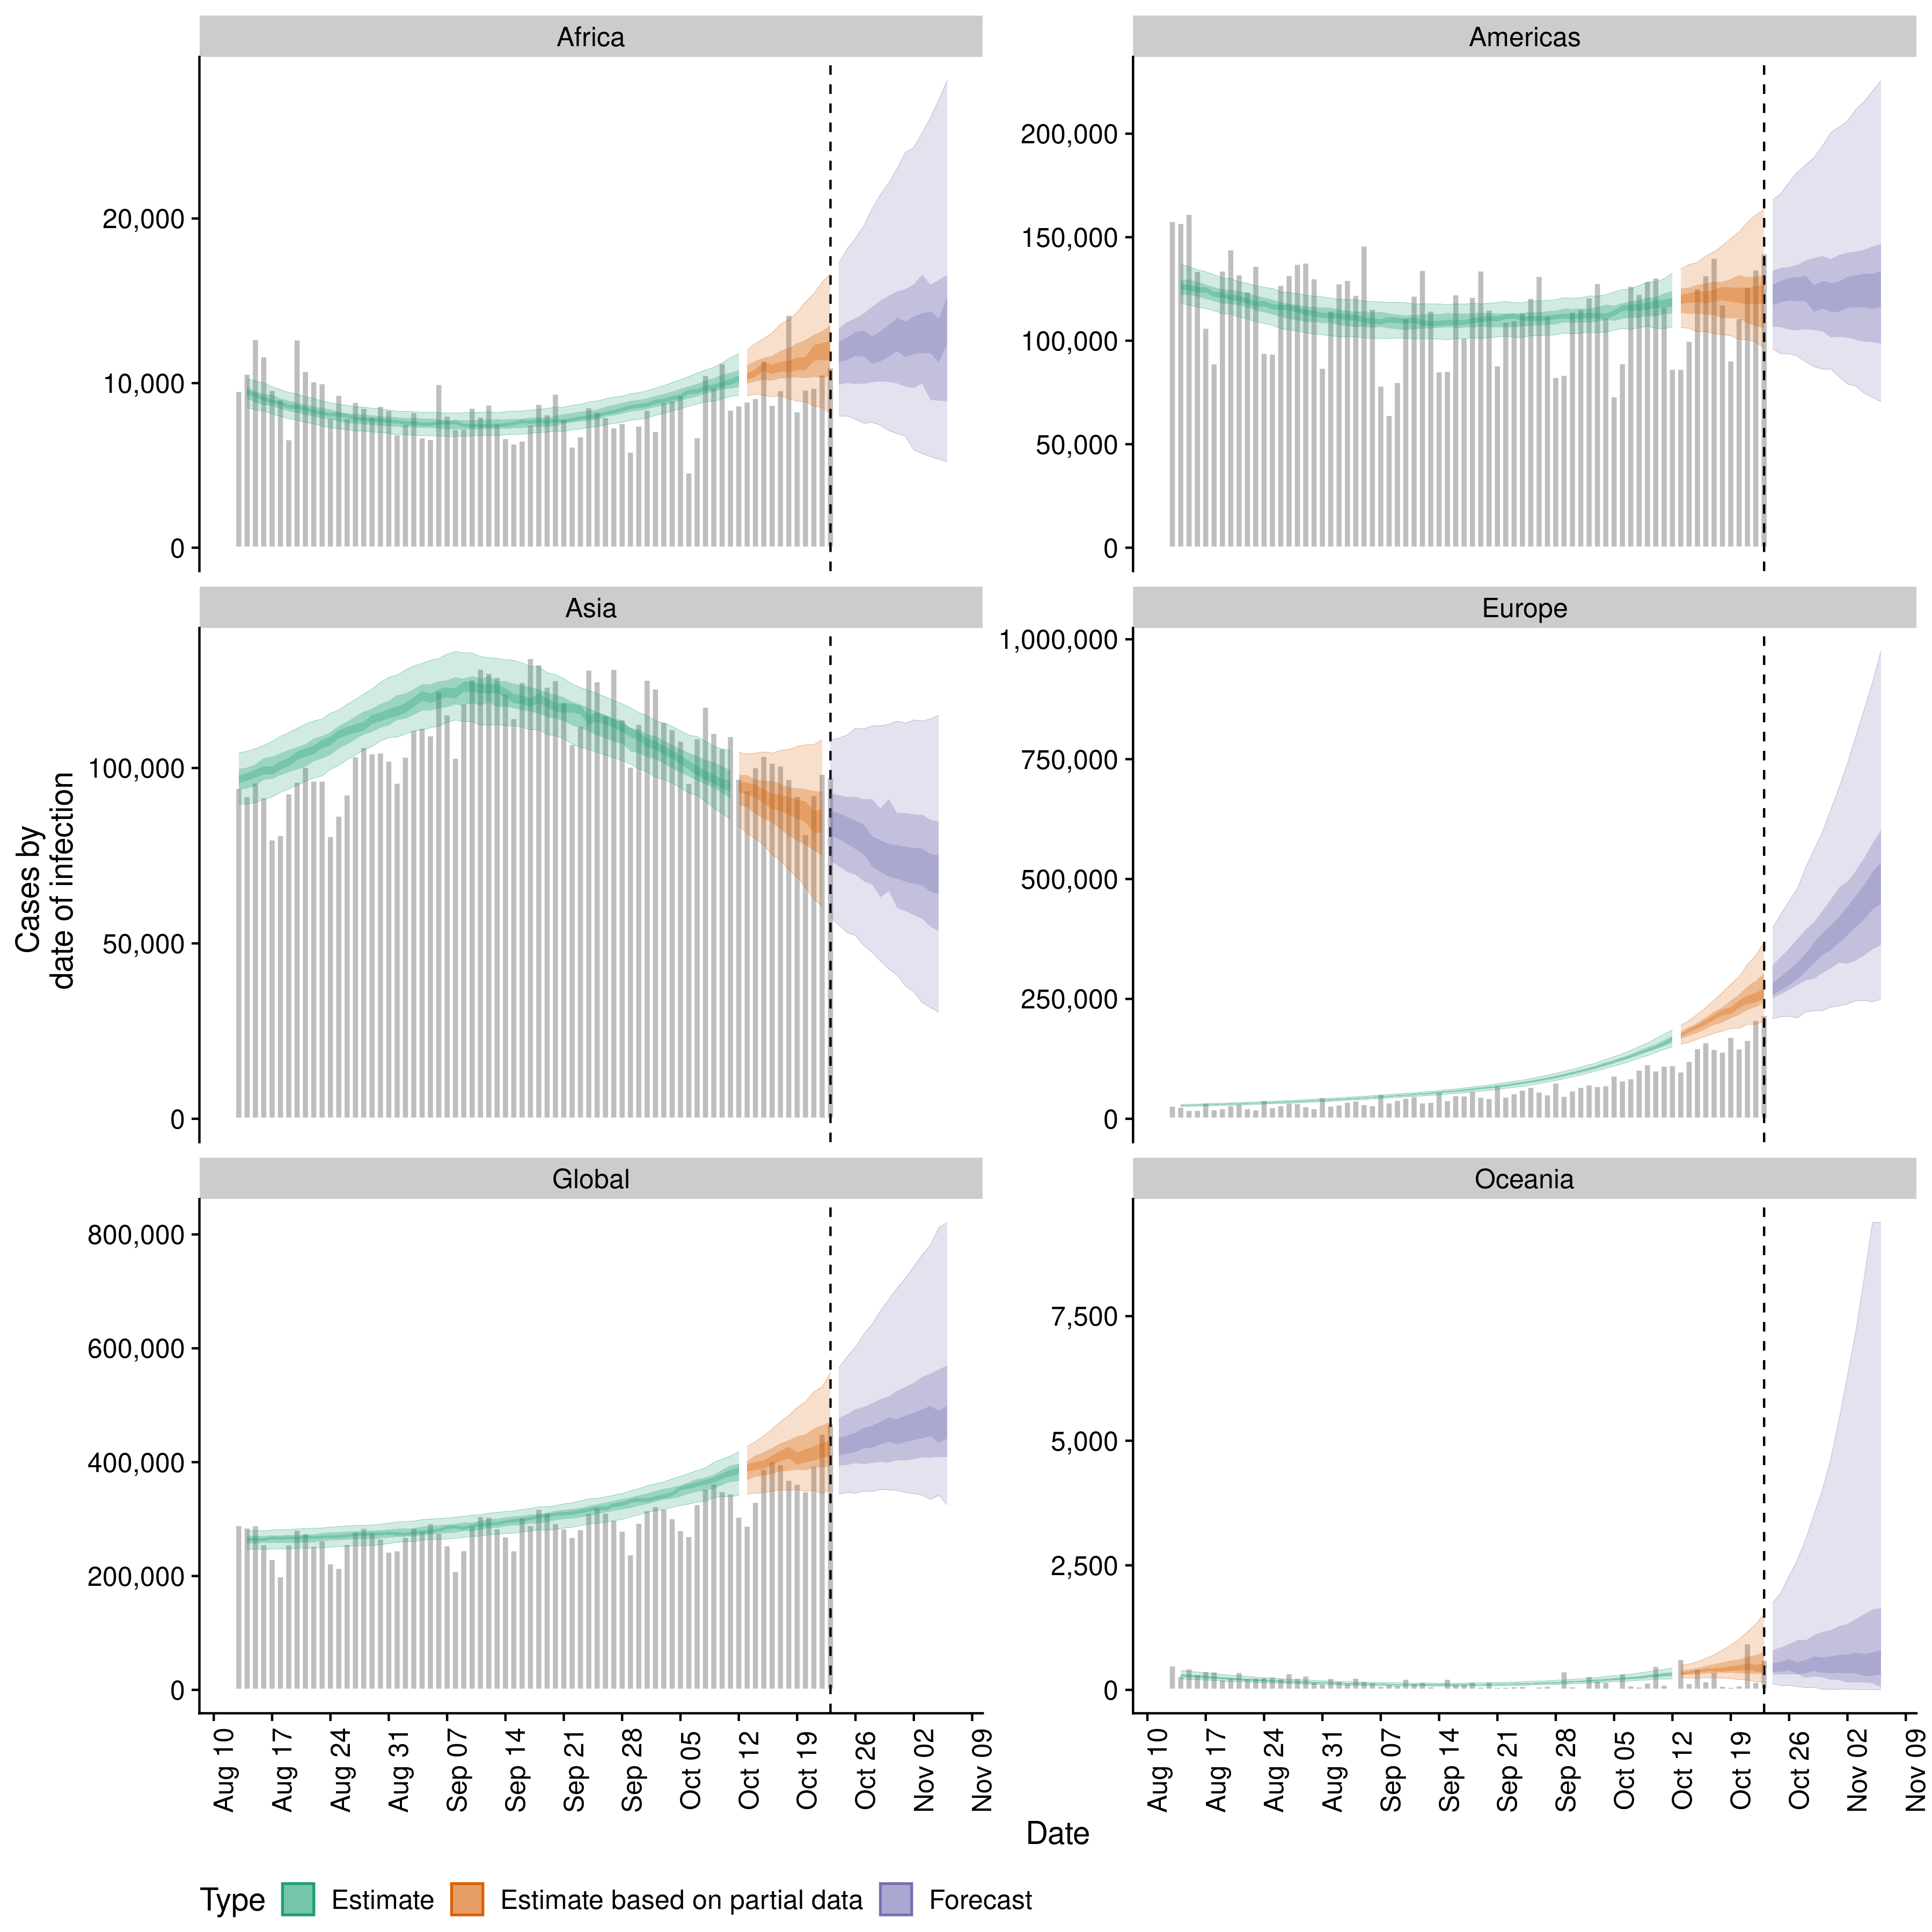 Africa
Americas
20,000
10,000
0
200,000
150,000
100,000
50,000
0
Asia
Europe
100,000
50,000
0
1,000,000
750,000
500,000
250,000
0
Cases by
date of infection
Global
Oceania
800,000
600,000
400,000
200,000
0
7,500
5,000
2,500
0
Aug 10
Aug 17
Aug 24
Aug 31
Sep 07
Sep 14
Sep 21
Sep 28
Oct 05
Oct 12
Oct 19
Oct 26
Nov 02
Nov 09
Aug 10
Aug 17
Aug 24
Aug 31
Sep 07
Sep 14
Sep 21
Sep 28
Oct 05
Oct 12
Oct 19
Oct 26
Nov 02
Nov 09
Date
Type Estimate Estimate based on partial data Forecast